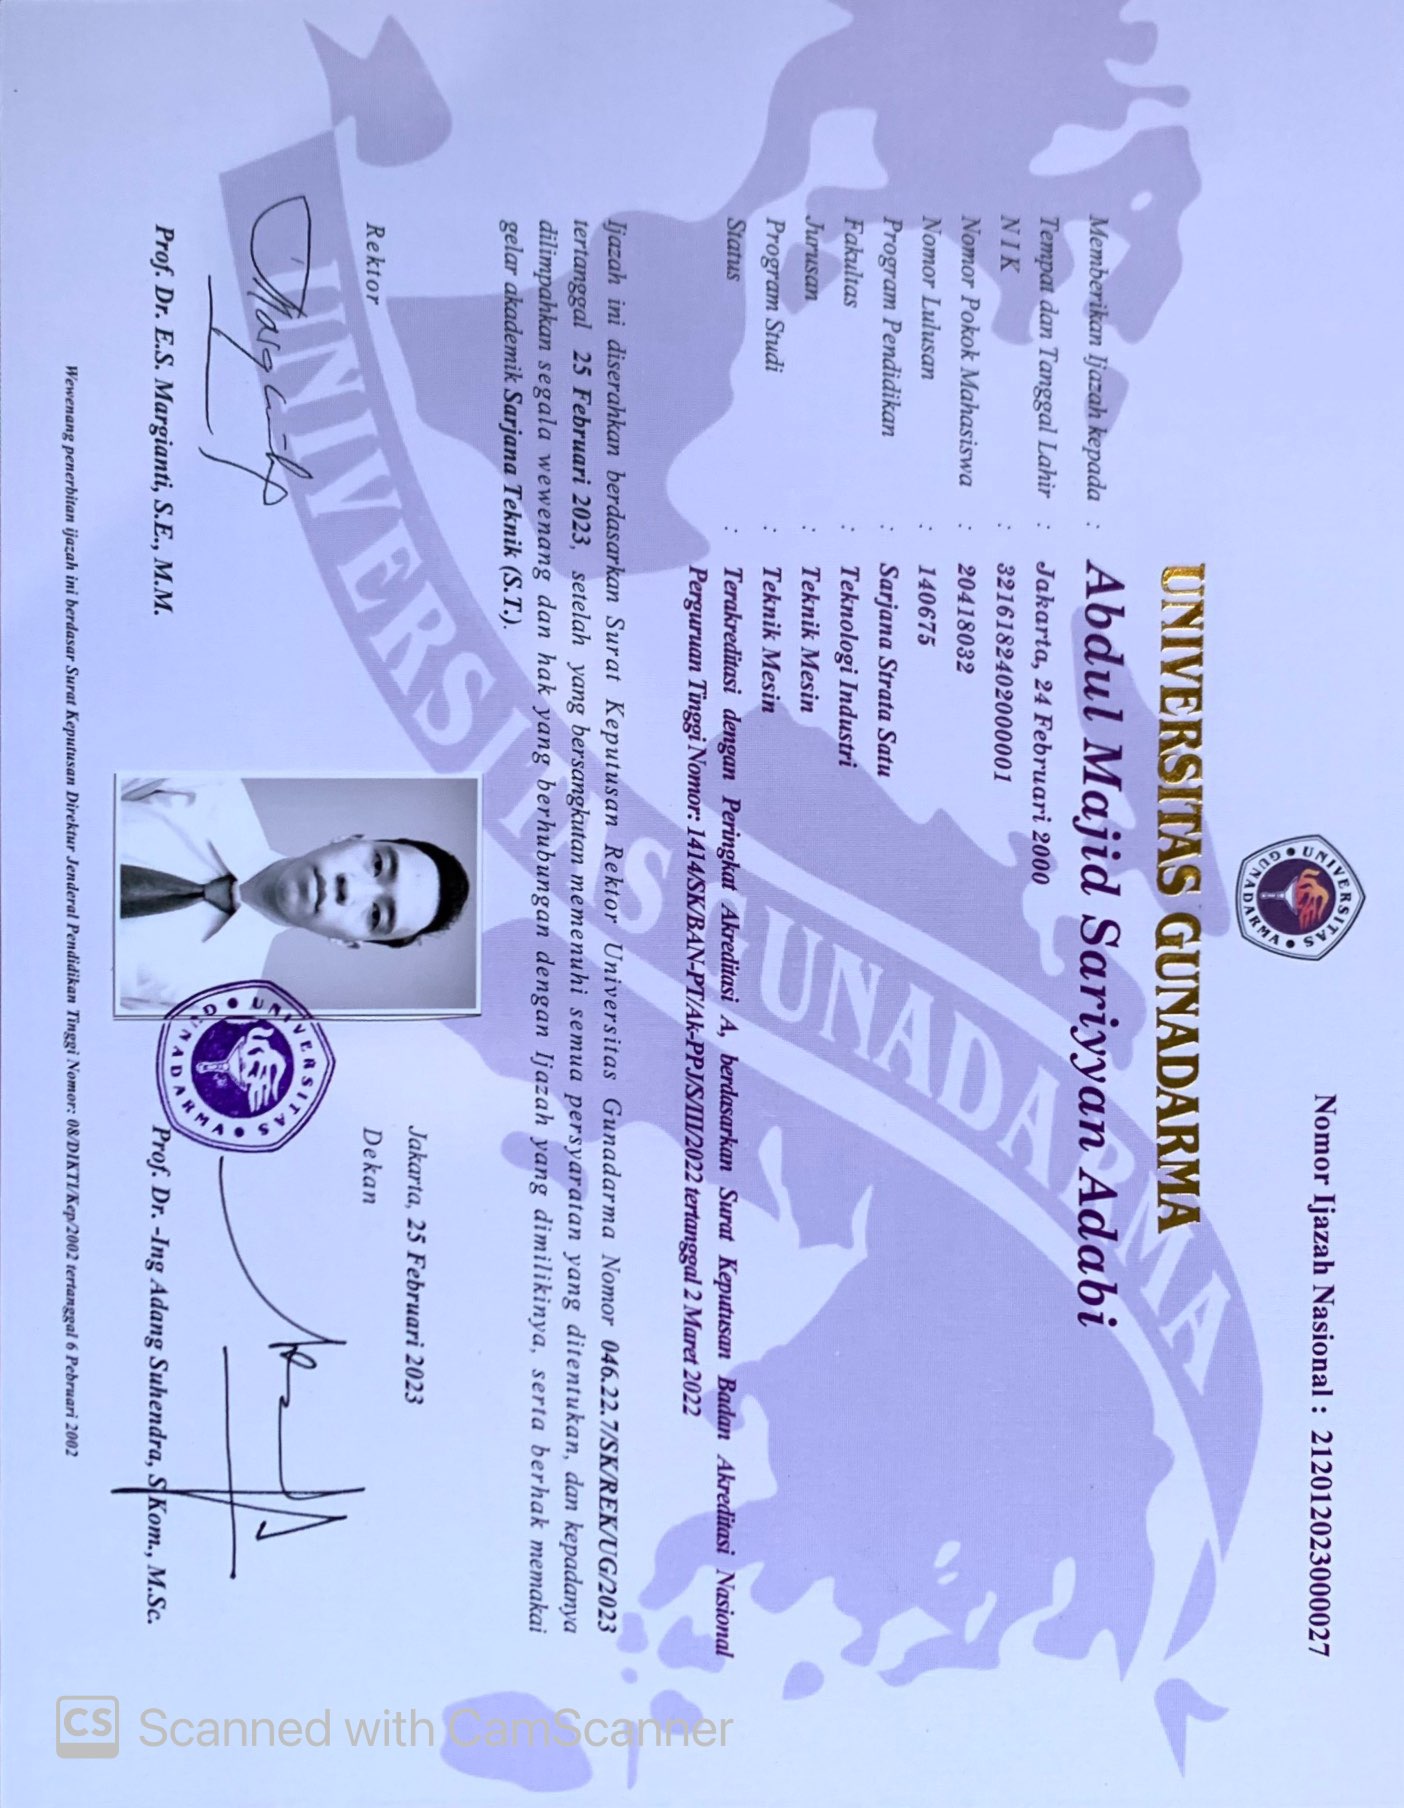 Nomor Ijazah Nasional : 212012023000027
UNIVERSITAS GUNADARMA
UNIVERSITAS GUNADARMA
Memberikan Ijazah kepada : Abdul Majid Sariyyan Adabi
Tempat dan Tanggal Lahir : Jakarta, 24 Februari 2000
N I K : 3216182402000001
Nomor Pokok Mahasiswa : 20418032
Nomor Lulusan : 140675
Program Pendidikan : Sarjana Strata Satu
Fakultas : Teknologi Industri
Jurusan : Teknik Mesin
Program Studi : Teknik Mesin
Status : Terakreditasi dengan Peringkat Akreditasi A, berdasarkan Surat Keputusan Badan Akreditasi Nasional
Perguruan Tinggi Nomor: 1414/SK/BAN-PT/Ak-PPJ/S/III/2022 tertanggal 2 Maret 2022
Ijazah ini diserahkan berdasarkan Surat Keputusan Rektor Universitas Gunadarma Nomor 046.22.7/SK/REK/UG/2023
tertanggal 25 Februari 2023, setelah yang bersangkutan memenuhi semua persyaratan yang ditentukan, dan kepadanya
dilimpahkan segala wewenang dan hak yang berhubungan dengan Ijazah yang dimilikinya, serta berhak memakai
gelar akademik Sarjana Teknik (S.T.).
UNIVERSITAS GUNADARMA
Jakarta, 25 Februari 2023
Rektor
Dekan
UNIVERSITAS GUNADARMA
Prof. Dr. E.S. Margianti, S.E., M.M.
Prof. Dr. -Ing Adang Suhendra, S.Kom., M.Sc.
Wewenang penerbitan ijazah ini berdasar Surat Keputusan Direktur Jenderal Pendidikan Tinggi Nomor: 08/DIKTI/Kep/2002 tertanggal 6 Pebruari 2002
CS Scanned with CamScanner